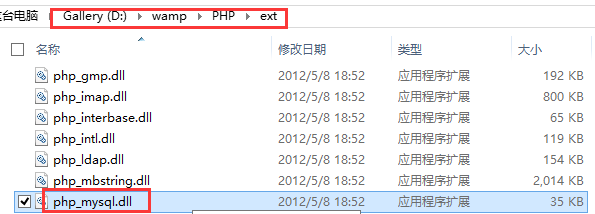 台电脑 > Gallery (D:) > wamp > PHP > ext
名称 修改日期 类型 大小
php_gmp.dll 2012/5/8 18:52 应用程序扩展 192 KB
php_imap.dll 2012/5/8 18:52 应用程序扩展 800 KB
php_interbase.dll 2012/5/8 18:52 应用程序扩展 65 KB
php_intl.dll 2012/5/8 18:52 应用程序扩展 119 KB
php_ldap.dll 2012/5/8 18:52 应用程序扩展 154 KB
php_mbstring.dll 2012/5/8 18:52 应用程序扩展 2,014 KB
php_mysql.dll 2012/5/8 18:52 应用程序扩展 35 KB